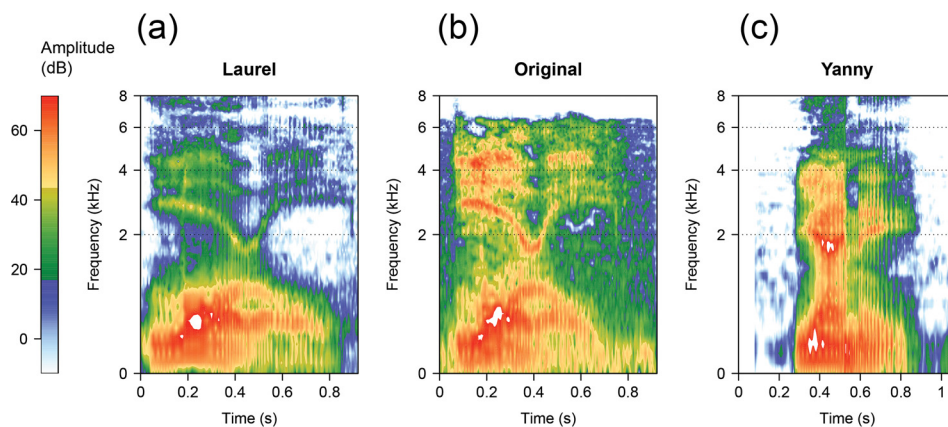 (a) (b) (c)
Amplitude
(dB)
Laurel Original Yanny
60
40
20
0
Frequency (kHz)
8
6
4
2
0
0 0.2 0.4 0.6 0.8
Time (s)
Frequency (kHz)
8
6
4
2
0
0 0.2 0.4 0.6 0.8
Time (s)
Frequency (kHz)
8
6
4
2
0
0 0.2 0.4 0.6 0.8 1
Time (s)